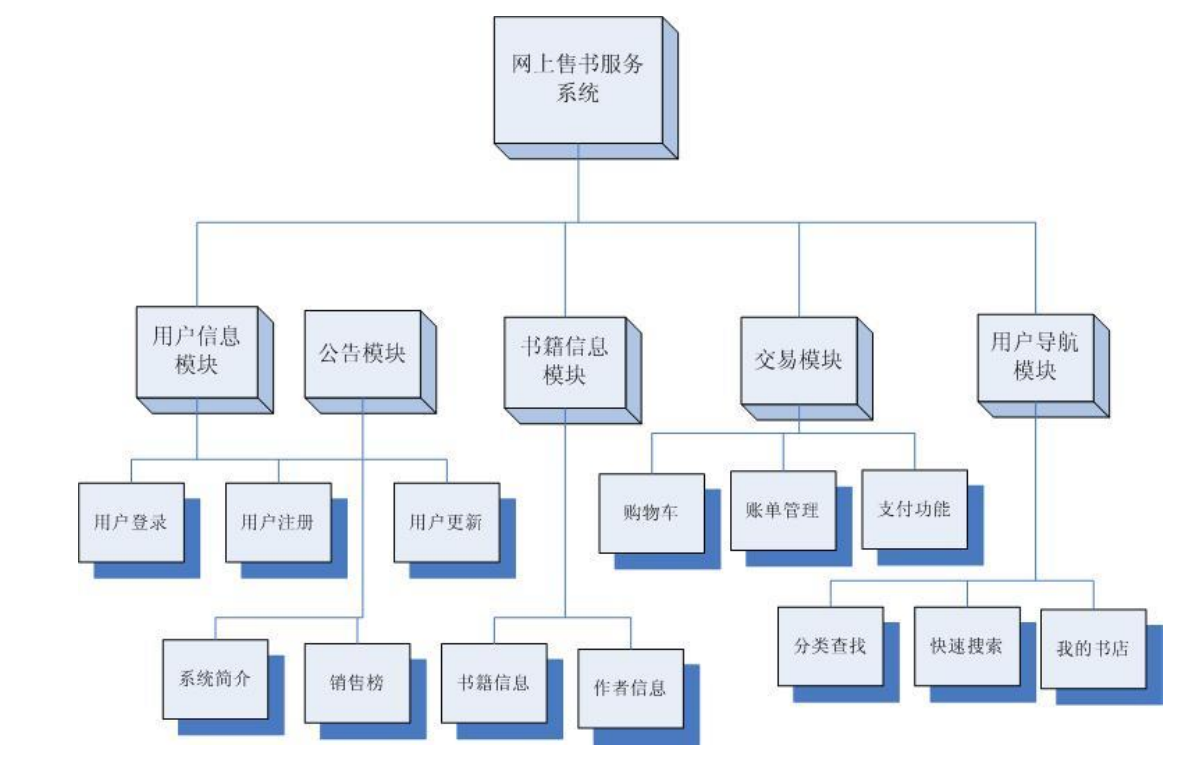 网上售书服务
系统
用户信息
模块
公告模块
书籍信息
模块
交易模块
用户导航
模块
用户登录
用户注册
用户更新
购物车
账单管理
支付功能
系统简介
销售榜
书籍信息
作者信息
分类查找
快速搜索
我的书店